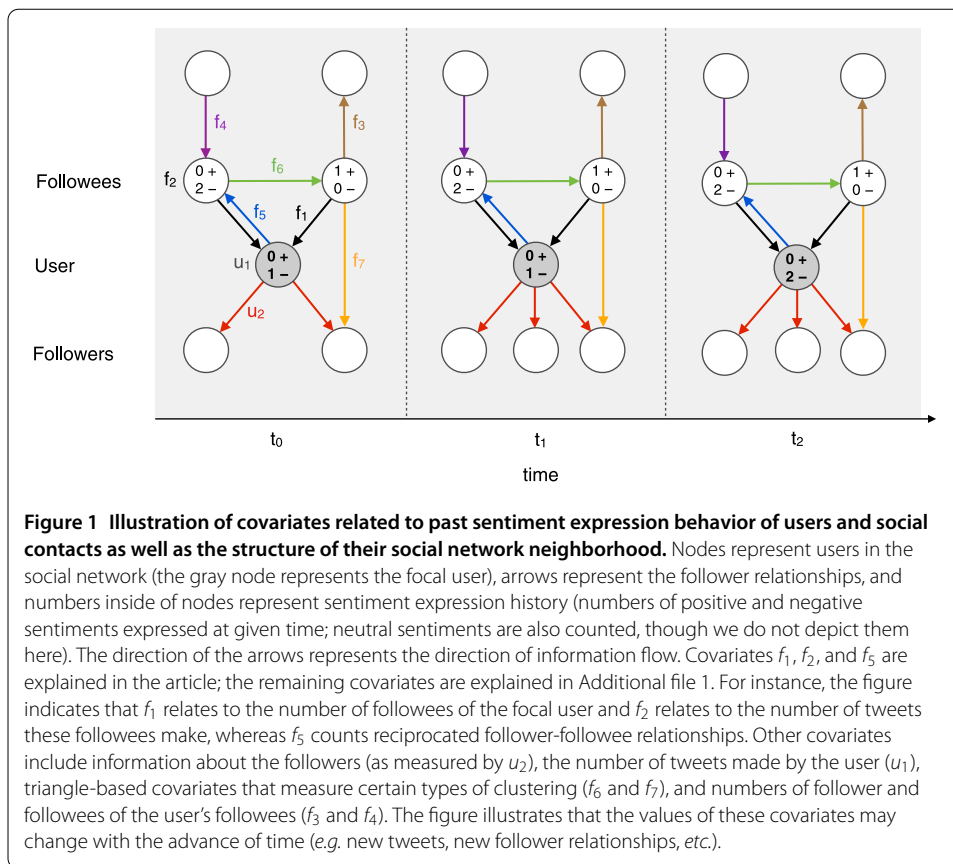 f4
f3
Followees
f2
0 +
2 –
f6
1 +
0 –
0 +
2 –
1 +
0 –
0 +
2 –
1 +
0 –
f5
f1
User
u1
0 +
1 –
f7
0 +
1 –
0 +
2 –
u2
Followers
t0
t1
t2
time
Figure 1 Illustration of covariates related to past sentiment expression behavior of users and social
contacts as well as the structure of their social network neighborhood. Nodes represent users in the
social network (the gray node represents the focal user), arrows represent the follower relationships, and
numbers inside of nodes represent sentiment expression history (numbers of positive and negative
sentiments expressed at given time; neutral sentiments are also counted, though we do not depict them
here). The direction of the arrows represents the direction of information flow. Covariates f1, f2, and f5 are
explained in the article; the remaining covariates are explained in Additional file 1. For instance, the figure
indicates that f1 relates to the number of followees of the focal user and f2 relates to the number of tweets
these followees make, whereas f5 counts reciprocated follower-followee relationships. Other covariates
include information about the followers (as measured by u2), the number of tweets made by the user (u1),
triangle-based covariates that measure certain types of clustering (f6 and f7), and numbers of follower and
followees of the user's followees (f3 and f4). The figure illustrates that the values of these covariates may
change with the advance of time (e.g. new tweets, new follower relationships, etc.).